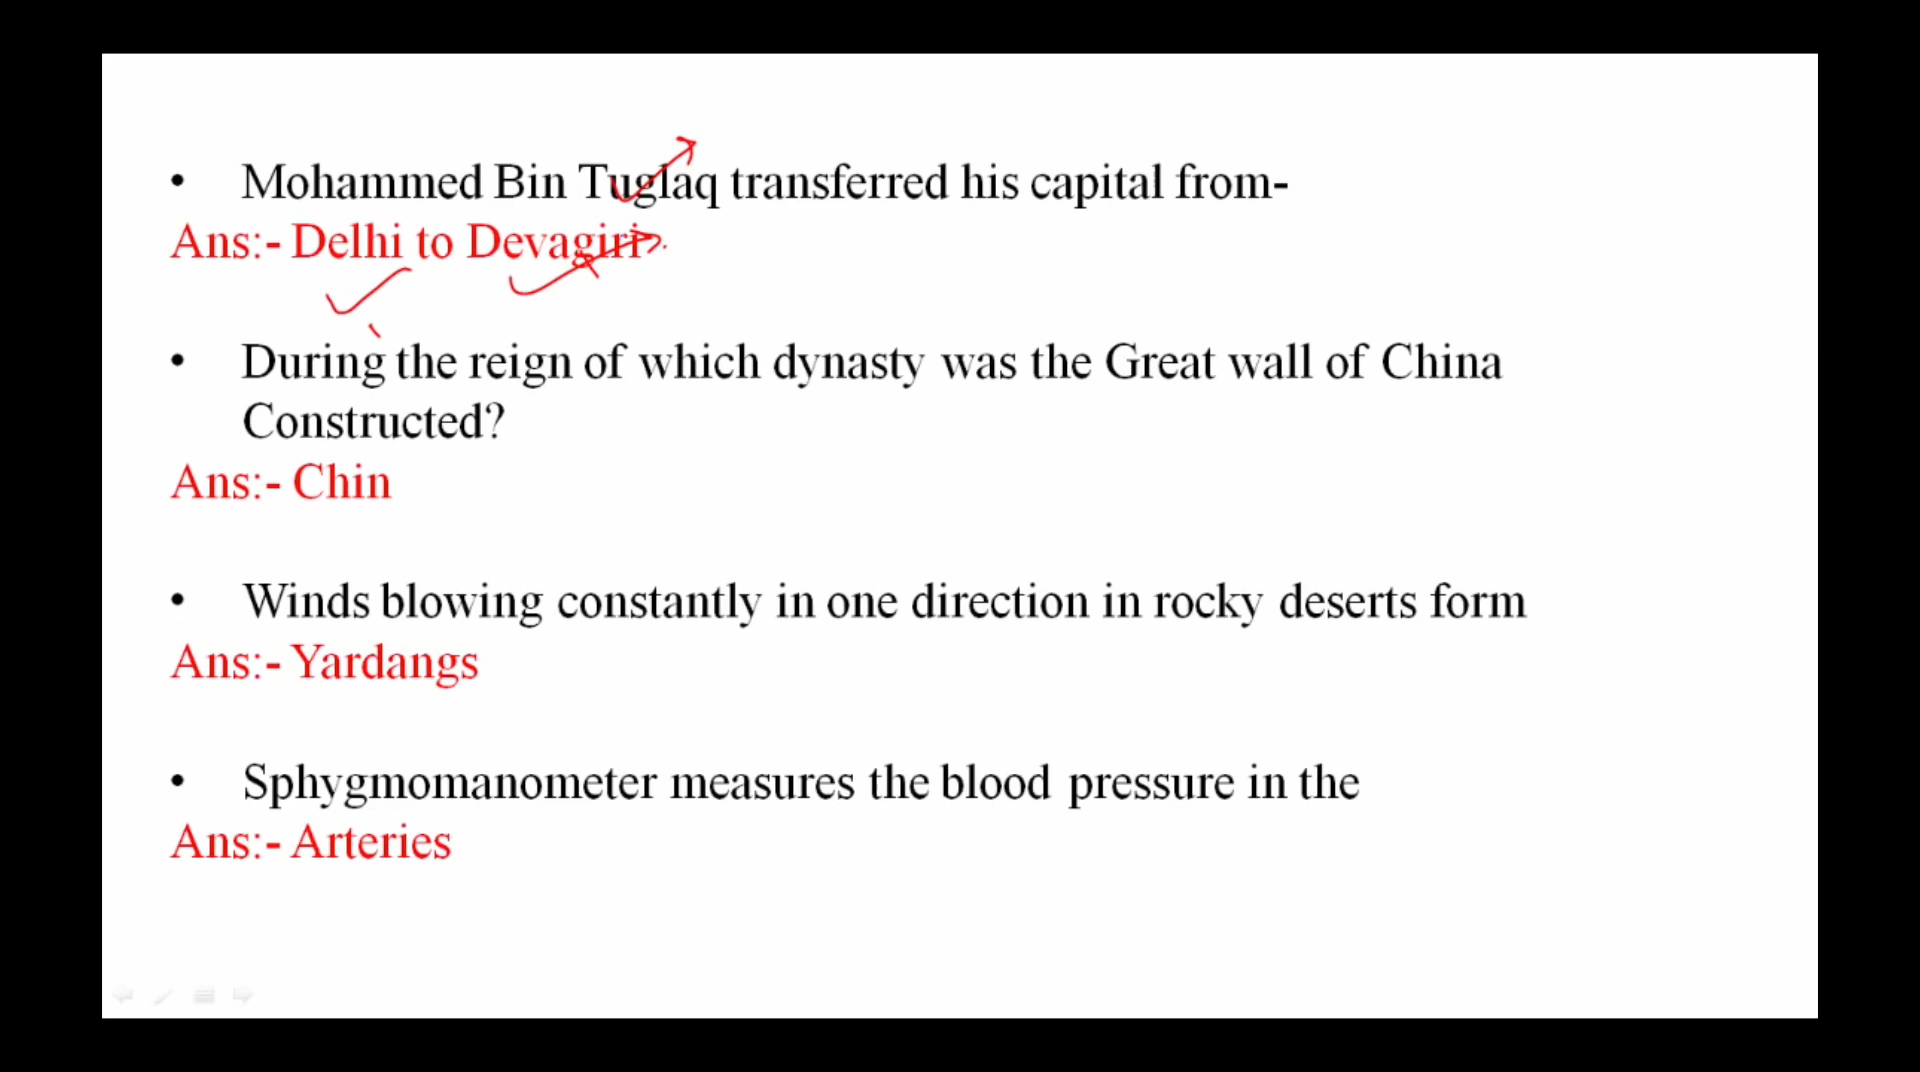 • Mohammed Bin Tuglaq transferred his capital from-
Ans:- Delhi to Devagiri
• During the reign of which dynasty was the Great wall of China
Constructed?
Ans:- Chin
• Winds blowing constantly in one direction in rocky deserts form
Ans:- Yardangs
• Sphygmomanometer measures the blood pressure in the
Ans:- Arteries